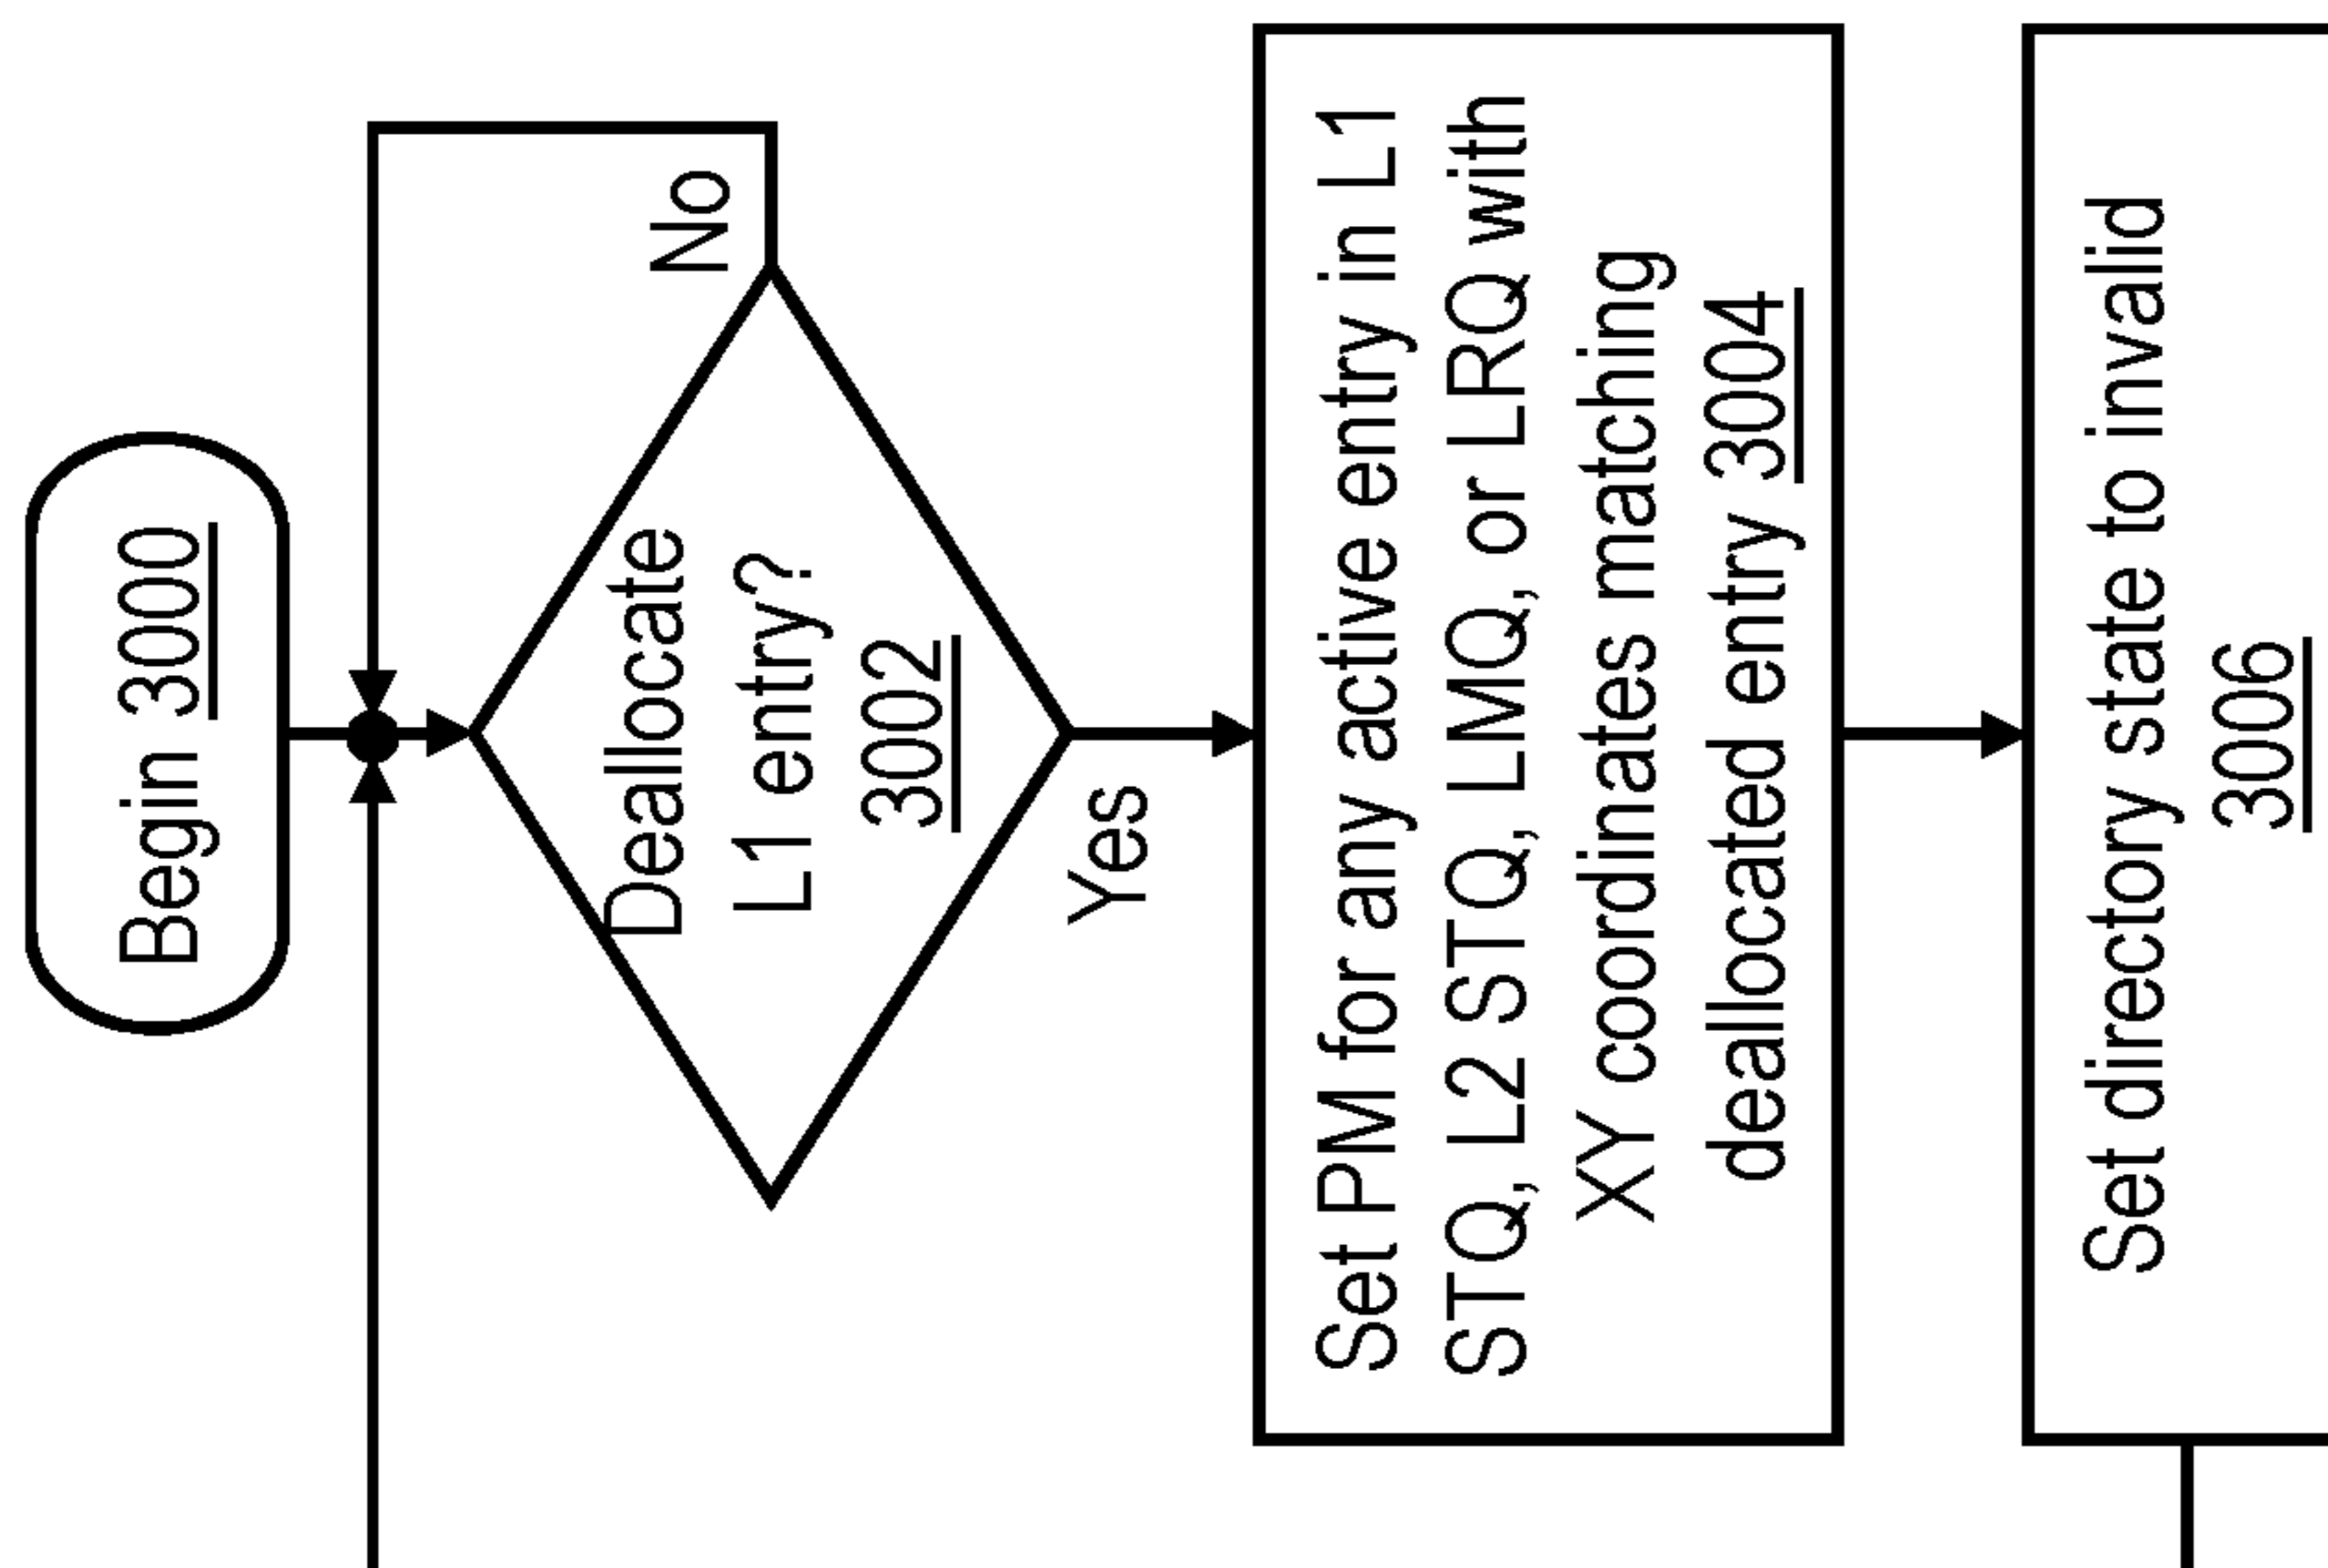 Begin 3000
Deallocate
L1 entry?
3002
No
Yes
Set PM for any active entry in L1
STQ, L2 STQ, LMQ, or LRQ with
XY coordinates matching
deallocated entry 3004
Set directory state to invalid
3006